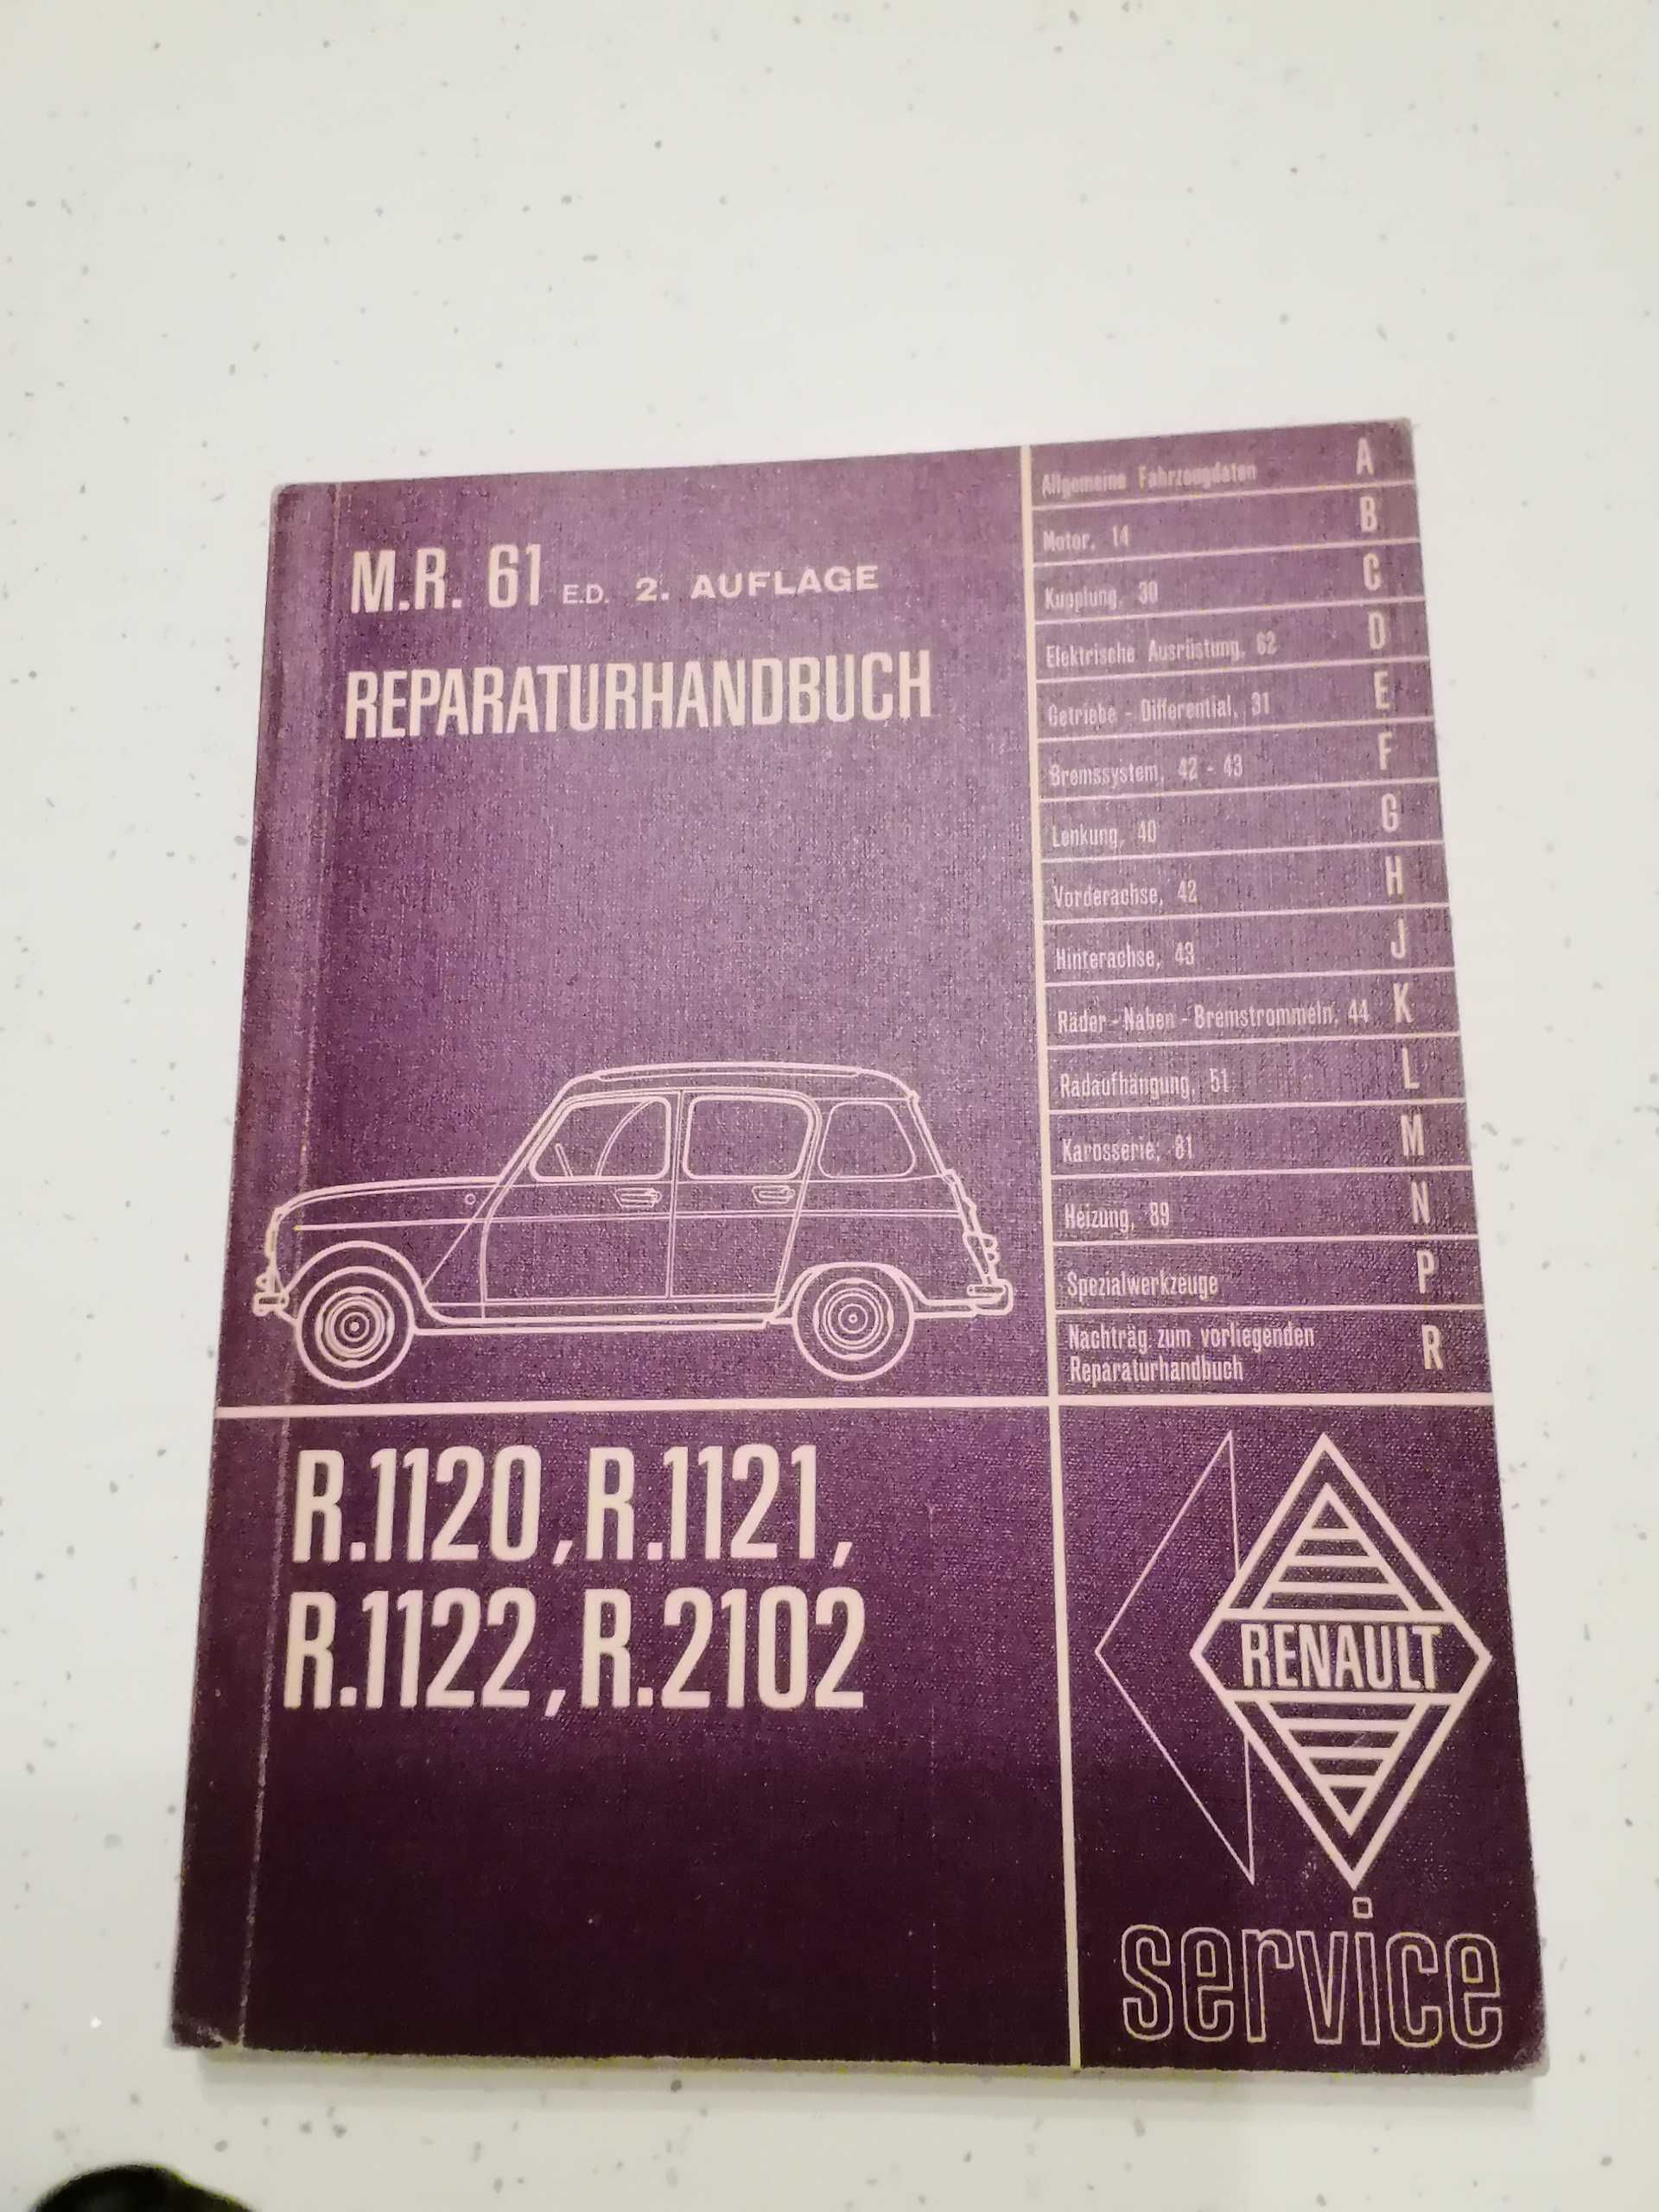 M.R. 61 E.D. 2. AUFLAGE
REPARATURHANDBUCH
Allgemeine Fahrzeugdaten A
Motor, 14 B
Kupplung, 30 C
Elektrische Ausrüstung, 62 D
Getriebe - Differential, 31 E
Bremssystem, 42 - 43 F
Lenkung, 40 G
Vorderachse, 42 H
Hinterachse, 43 J
Räder - Naben - Bremstrommeln, 44 K
Radaufhängung, 51 L
Karosserie, 81 M
Heizung, 89 N
Spezialwerkzeuge P
Nachträg. zum vorliegenden
Reparaturhandbuch R
R.1120, R.1121,
R.1122, R.2102
RENAULT
service